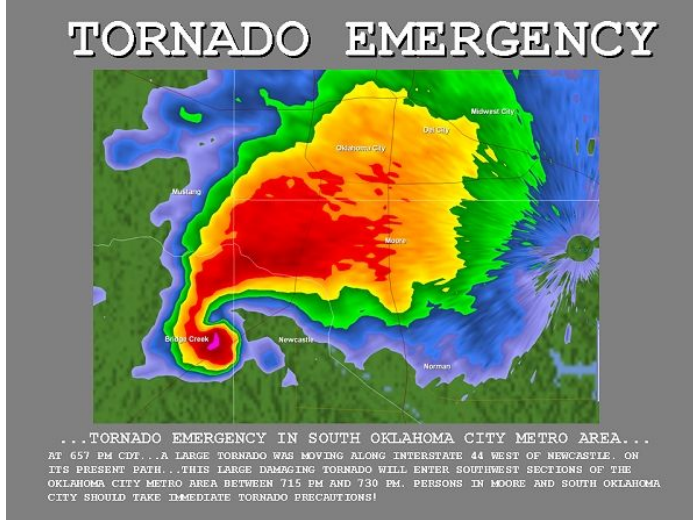 TORNADO EMERGENCY
Midwest City
Del City
Oklahoma City
Mustang
Moore
Bridge Creek
Newcastle
Norman
...TORNADO EMERGENCY IN SOUTH OKLAHOMA CITY METRO AREA...
AT 657 PM CDT...A LARGE TORNADO WAS MOVING ALONG INTERSTATE 44 WEST OF NEWCASTLE. ON
ITS PRESENT PATH...THIS LARGE DAMAGING TORNADO WILL ENTER SOUTHWEST SECTIONS OF THE
OKLAHOMA CITY METRO AREA BETWEEN 715 PM AND 730 PM. PERSONS IN MOORE AND SOUTH OKLAHOMA
CITY SHOULD TAKE IMMEDIATE TORNADO PRECAUTIONS!